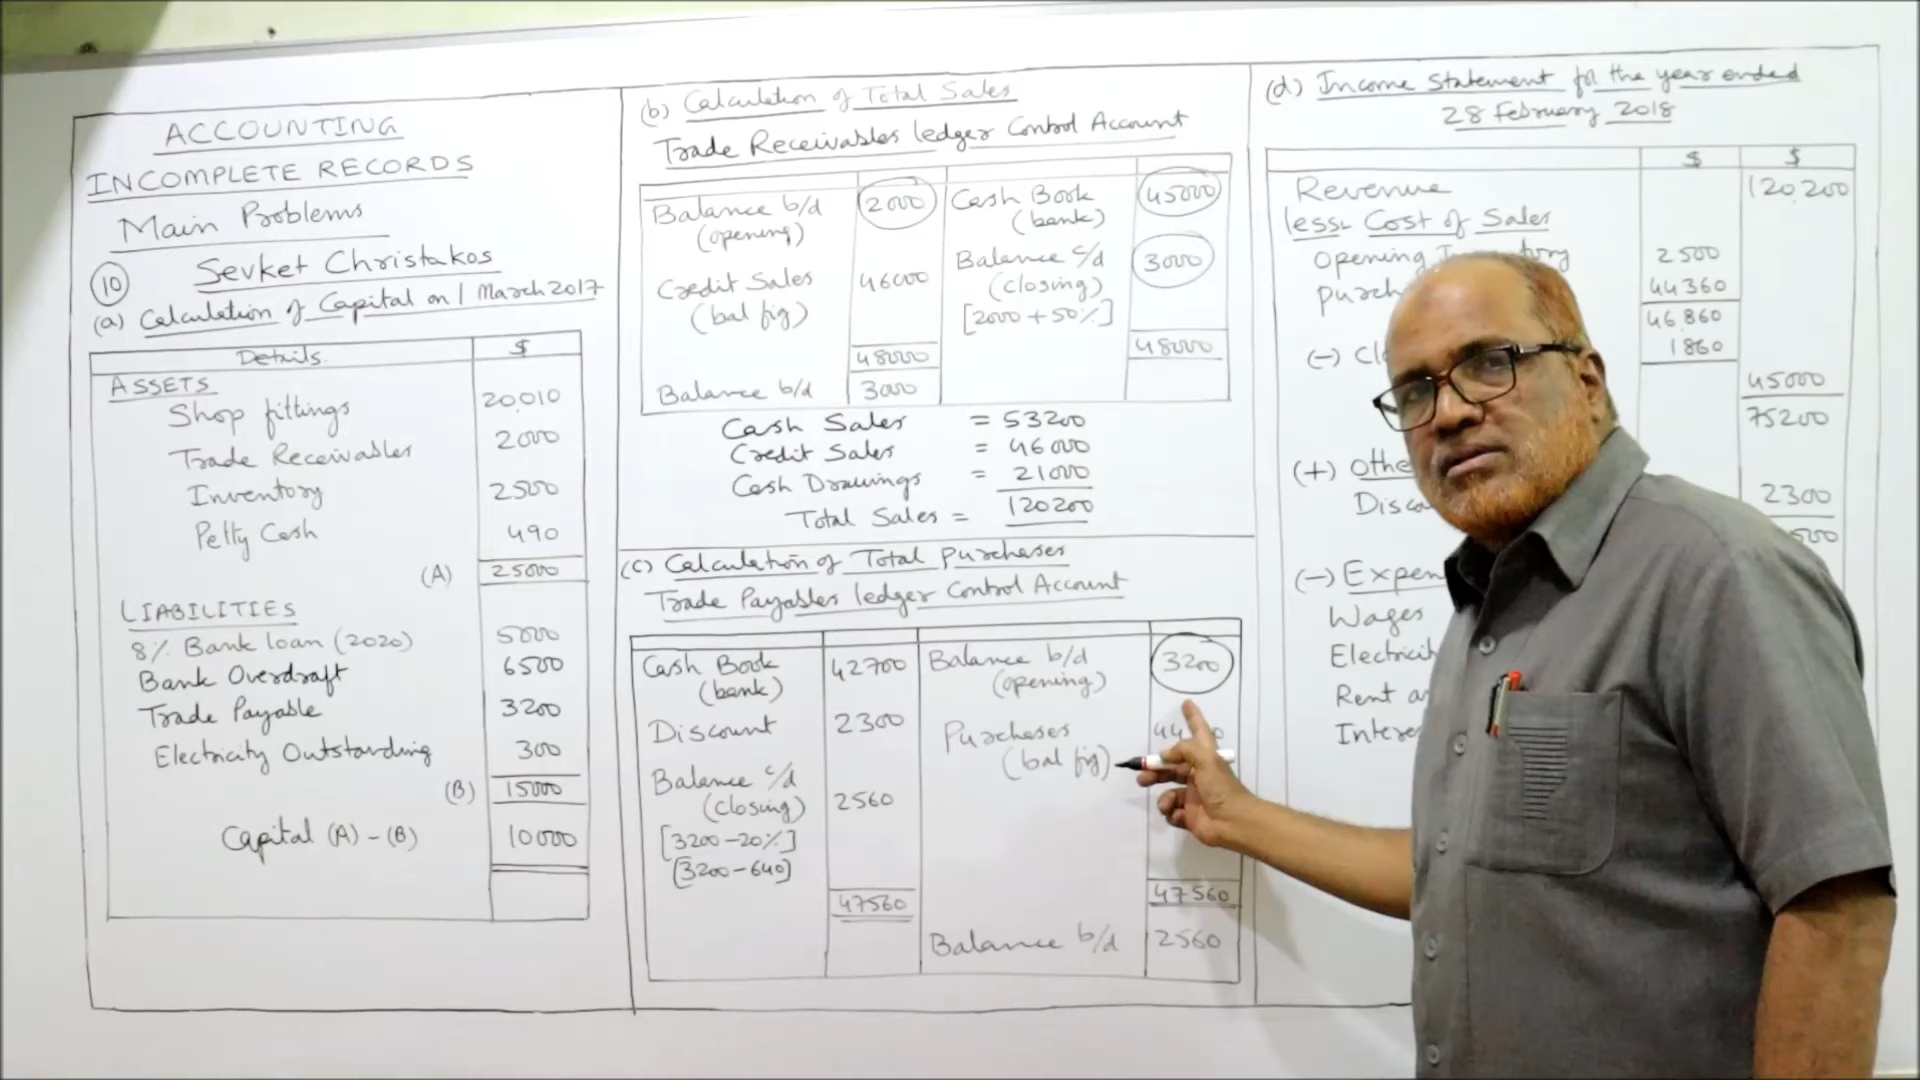 ACCOUNTING
INCOMPLETE RECORDS
Main Problems
10 Sevket Christakos
(a) Calculation of Capital on 1 March 2017
Details $
ASSETS
Shop fittings 20,010
Trade Receivables 2000
Inventory 2500
Petty Cash 490
(A) 25000
LIABILITIES
8% Bank loan (2020) 5000
Bank Overdraft 6500
Trade Payable 3200
Electricity Outstanding 300
(B) 15000
Capital (A) - (B) 10000
(b) Calculation of Total Sales
Trade Receivables ledger Control Account
Balance b/d 2000 Cash Book 45000
(opening) (bank)
Credit Sales 46000 Balance c/d 3000
(bal fig) (closing)
[2000 + 50%]
48000 48000
Balance b/d 3000
Cash Sales = 53200
Credit Sales = 46000
Cash Drawings = 21000
Total Sales = 120200
(c) Calculation of Total purchases
Trade Payables ledger Control Account
Cash Book 42700 Balance b/d 3200
(bank) (opening)
Discount 2300 Purchases
(bal fig)
Balance c/d
(closing) 2560
[3200-20%]
[3200-640]
47560 47560
Balance b/d 2560
(d) Income Statement for the year ended
28 February 2018
$ $
Revenue 120,200
less Cost of Sales
Opening 2500
44360
46,860
(-) 1860
45000
75200
(+)
2300
(-)
Wages
Rent